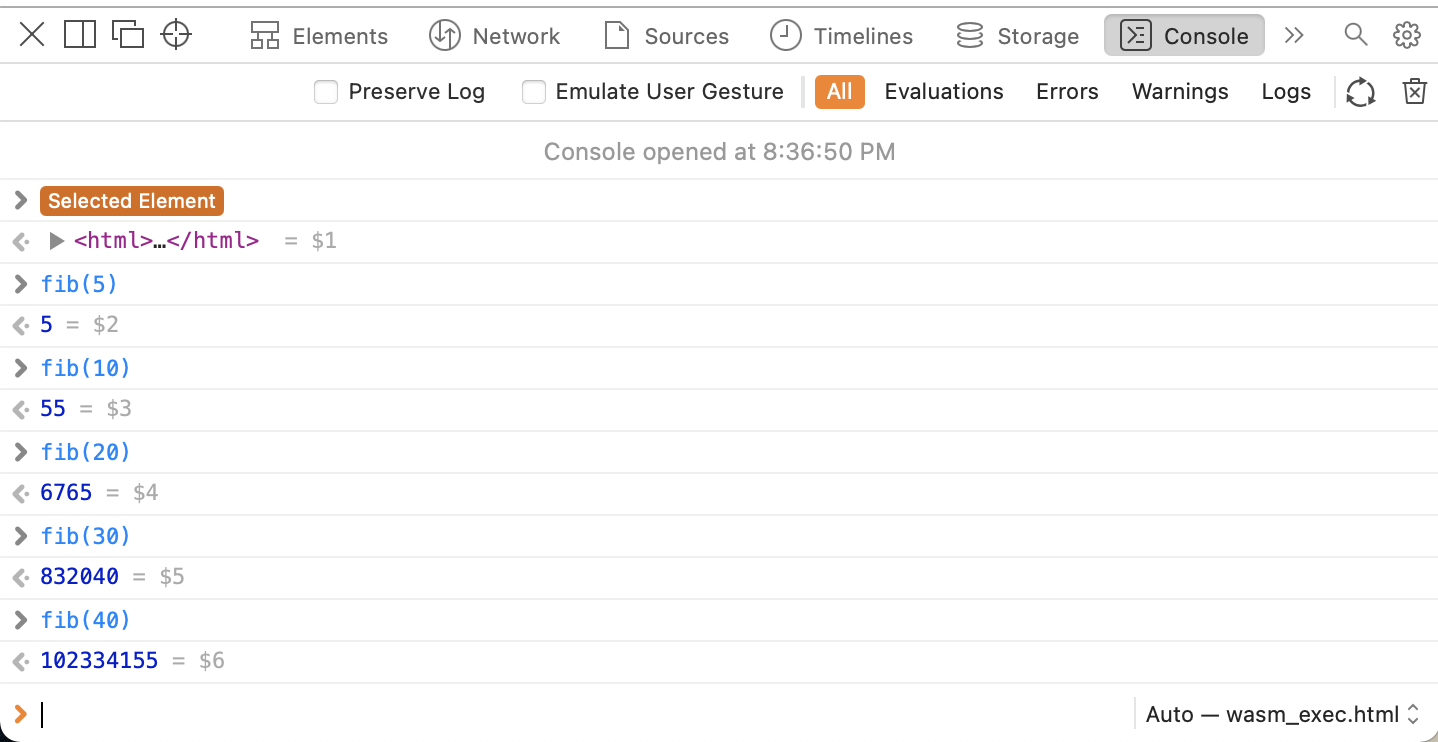 Elements Network Sources Timelines Storage Console
Preserve Log Emulate User Gesture All Evaluations Errors Warnings Logs
Console opened at 8:36:50 PM
Selected Element
<html>…</html> = $1
fib(5)
5 = $2
fib(10)
55 = $3
fib(20)
6765 = $4
fib(30)
832040 = $5
fib(40)
102334155 = $6
Auto — wasm_exec.html